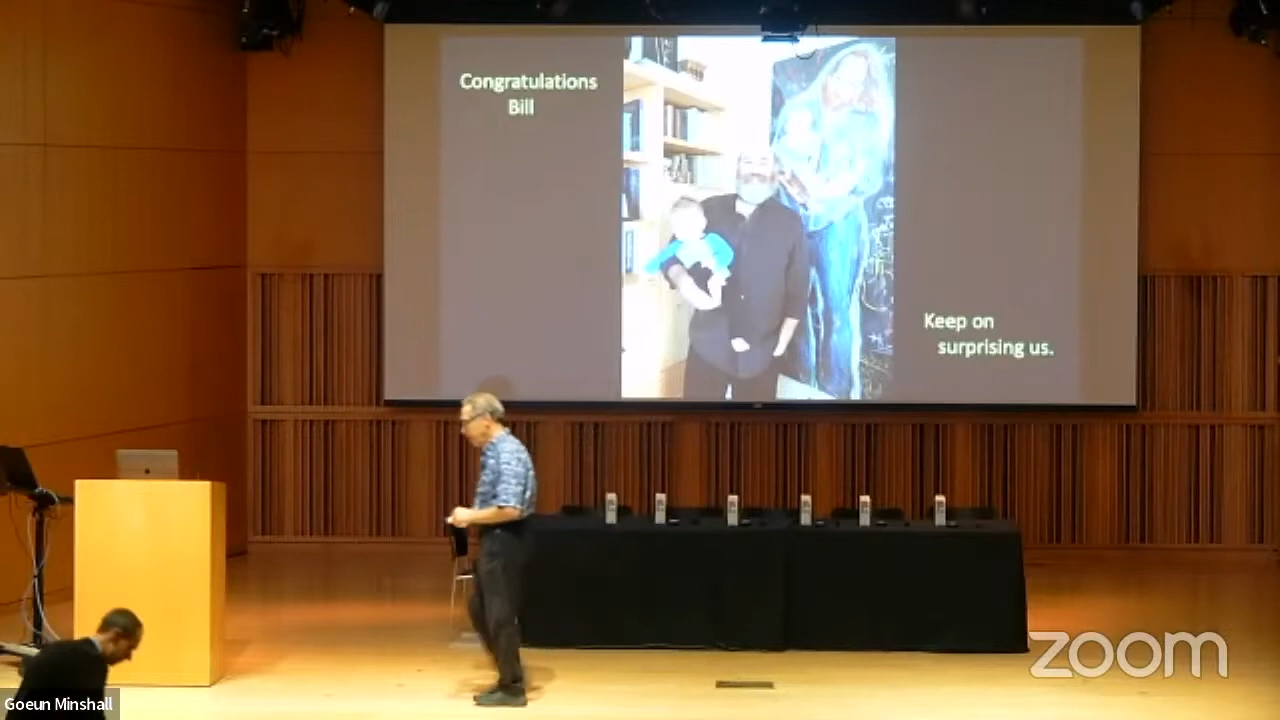 Congratulations
Bill
Keep on
surprising us.
zoom
Goeun Minshall